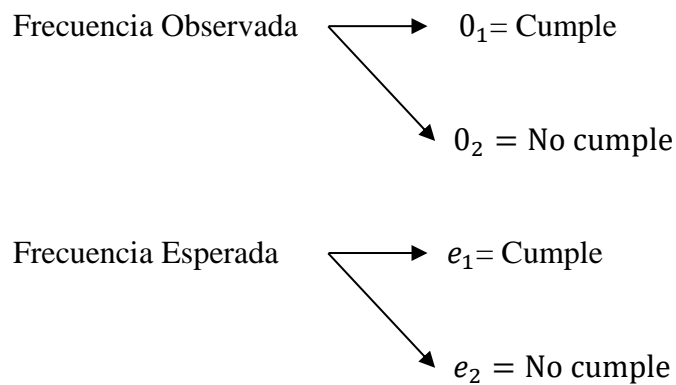 Frecuencia Observada 0₁= Cumple
0₂ = No cumple
Frecuencia Esperada e₁= Cumple
e₂ = No cumple